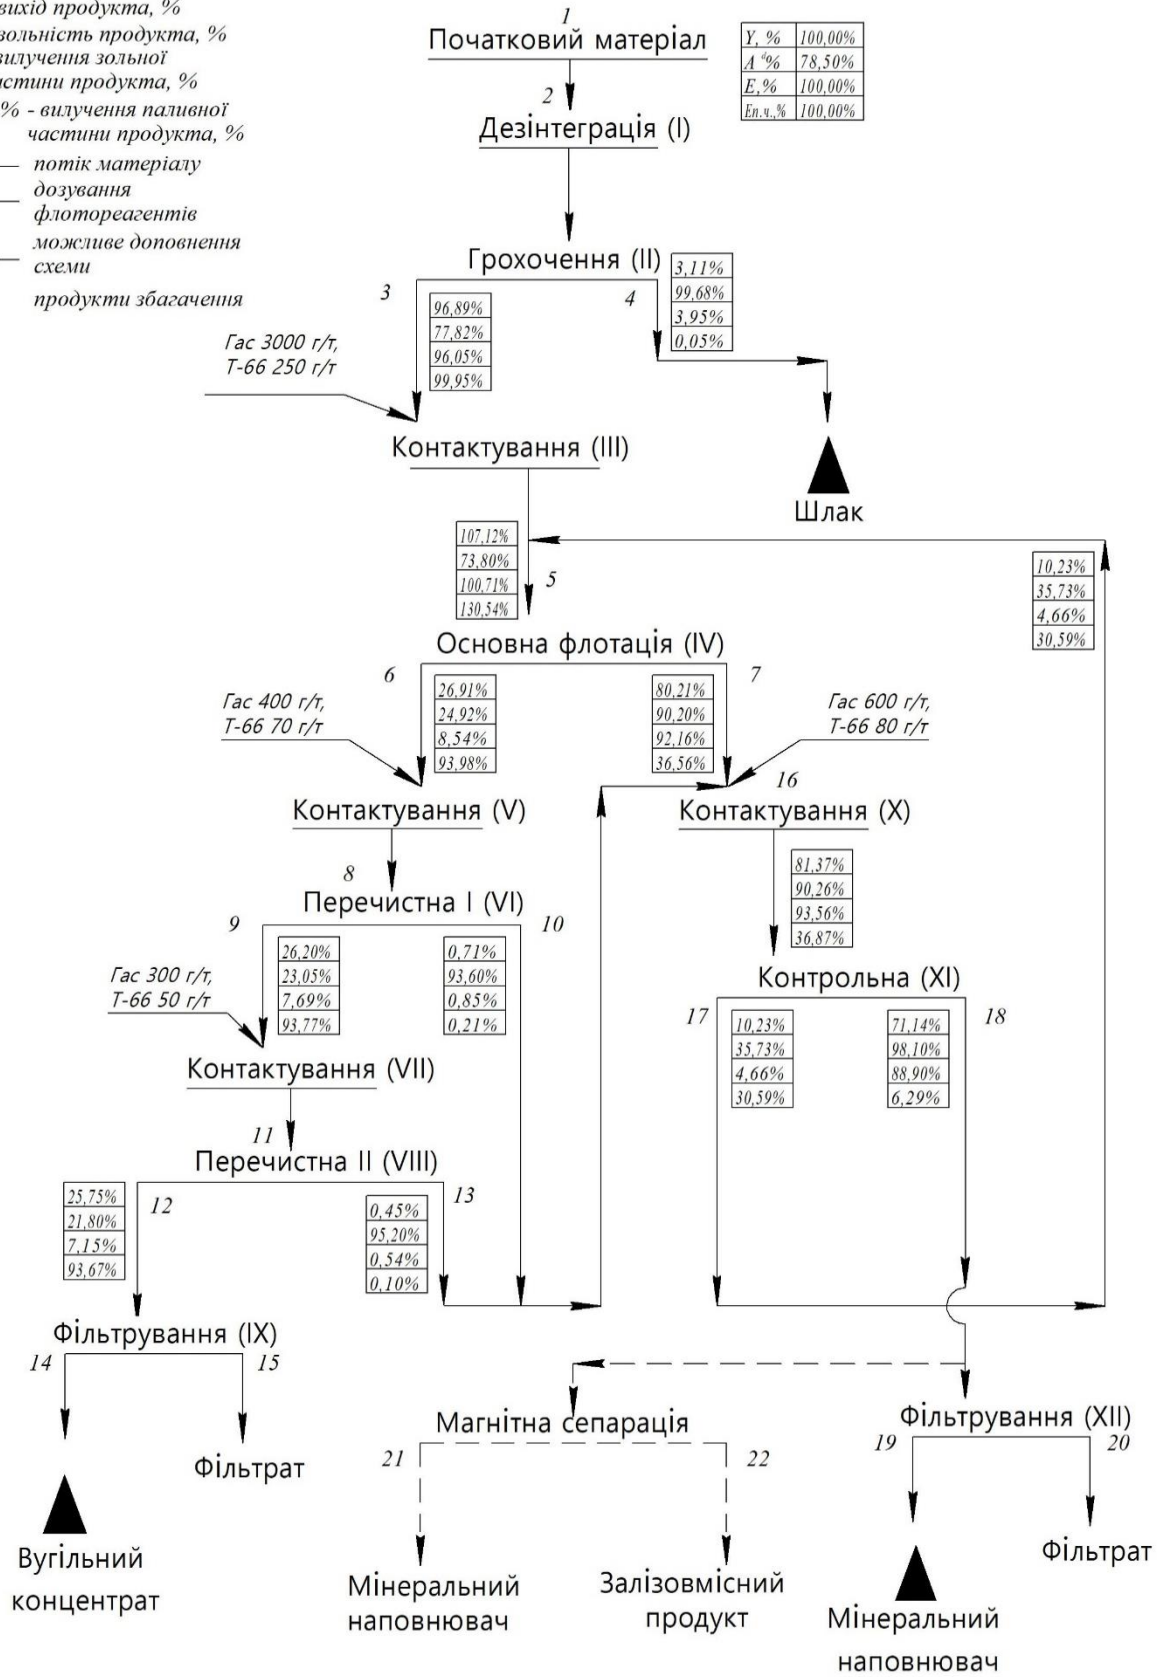 вихід продукта, %
зольність продукта, %
вилучення зольної
частини продукта, %
% - вилучення паливної
частини продукта, %
потік матеріалу
дозування
флотореагентів
можливе доповнення
схеми
продукти збагачення
1
Початковий матеріал
Y, % 100,00%
A d% 78,50%
E,% 100,00%
Eп.ч.,% 100,00%
2
Дезінтеграція (I)
Грохочення (II)
3
96,89%
77,82%
96,05%
99,95%
4
3,11%
99,68%
3,95%
0,05%
Гас 3000 г/т,
Т-66 250 г/т
Контактування (III)
Шлак
107,12%
73,80%
100,71%
130,54%
5
10,23%
35,73%
4,66%
30,59%
Основна флотація (IV)
6
26,91%
24,92%
8,54%
93,98%
80,21%
90,20%
92,16%
36,56%
7
Гас 400 г/т,
Т-66 70 г/т
Гас 600 г/т,
Т-66 80 г/т
16
Контактування (V)
Контактування (X)
8
81,37%
90,26%
93,56%
36,87%
Перечистна I (VI)
9
26,20%
23,05%
7,69%
93,77%
0,71%
93,60%
0,85%
0,21%
10
Гас 300 г/т,
Т-66 50 г/т
Контрольна (XI)
17
10,23%
35,73%
4,66%
30,59%
71,14%
98,10%
88,90%
6,29%
18
Контактування (VII)
11
Перечистна II (VIII)
25,75%
21,80%
7,15%
93,67%
12
0,45%
95,20%
0,54%
0,10%
13
Фільтрування (IX)
14
15
Фільтрат
Вугільний
концентрат
Магнітна сепарація
21
22
Мінеральний
наповнювач
Залізовмісний
продукт
Фільтрування (XII)
19
20
Фільтрат
Мінеральний
наповнювач